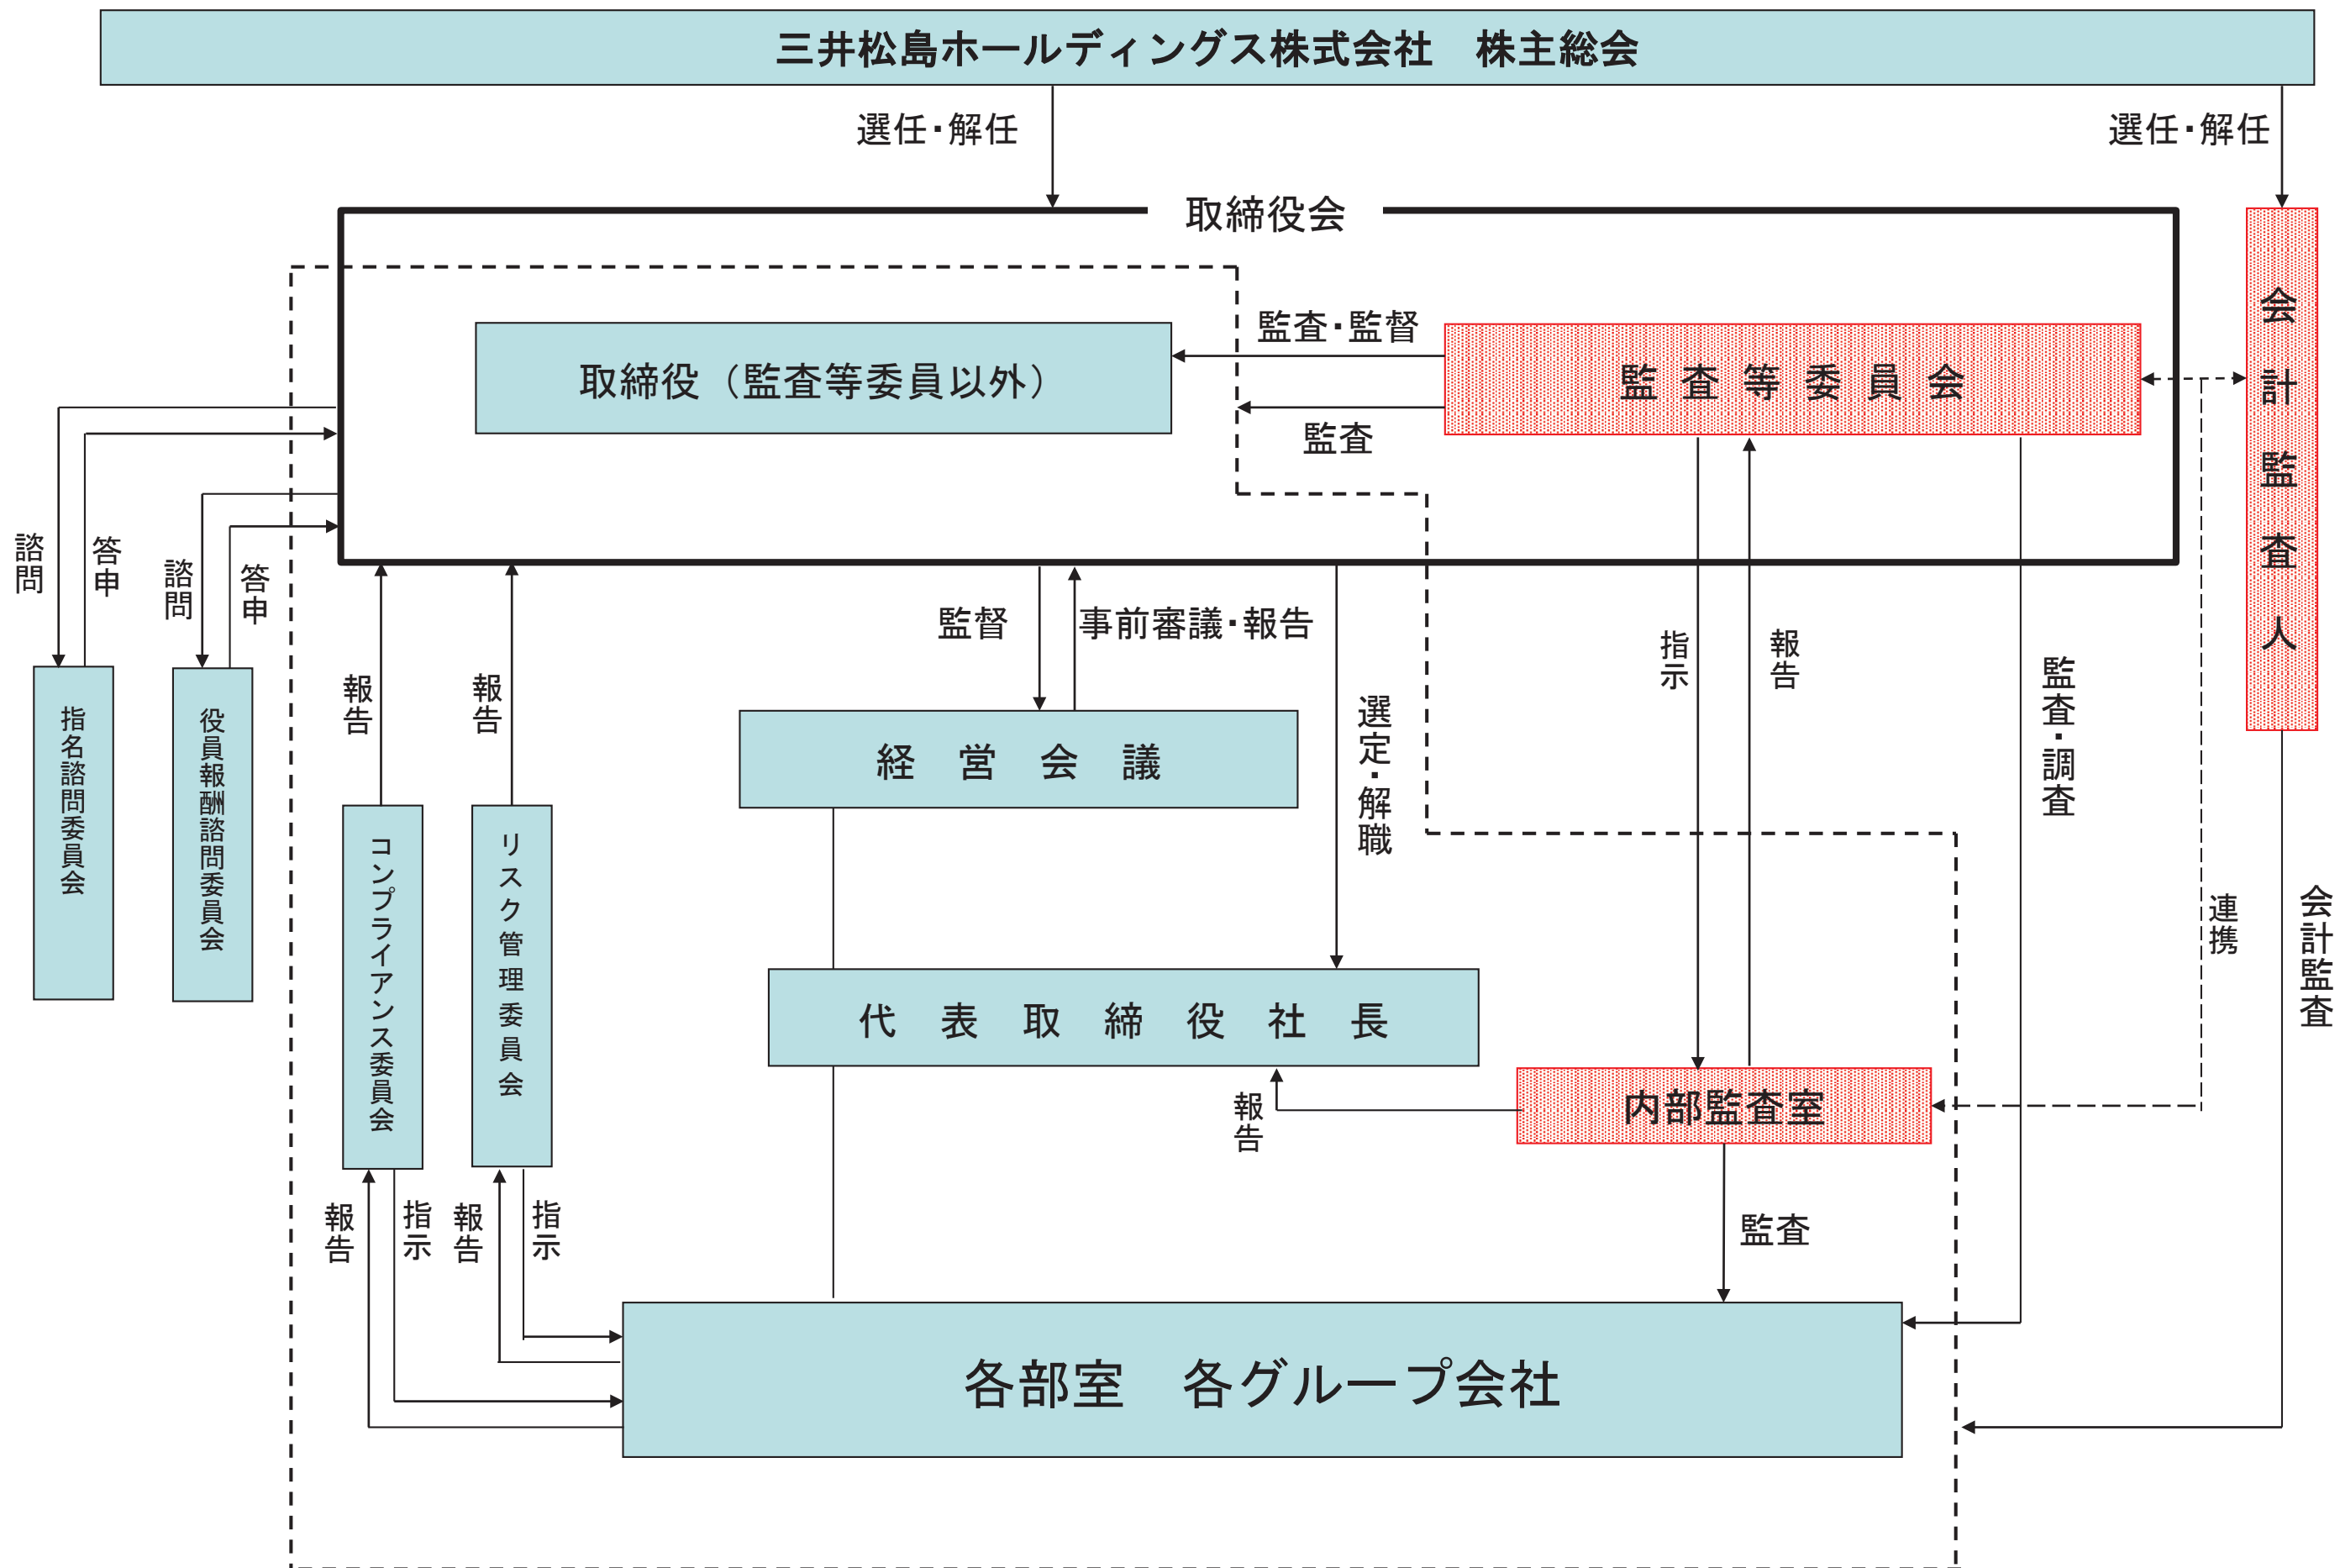 三井松島ホールディングス株式会社　株主総会
選任・解任
選任・解任
取締役会
監査・監督
取締役（監査等委員以外）
監査等委員会
監査
会計監査人
諮問
答申
諮問
答申
監督
事前審議・報告
指示
報告
監査・調査
報告
報告
選定・解職
指名諮問委員会
役員報酬諮問委員会
経営会議
コンプライアンス委員会
リスク管理委員会
連携
会計監査
代表取締役社長
報告
内部監査室
報告
指示
報告
指示
監査
各部室　各グループ会社